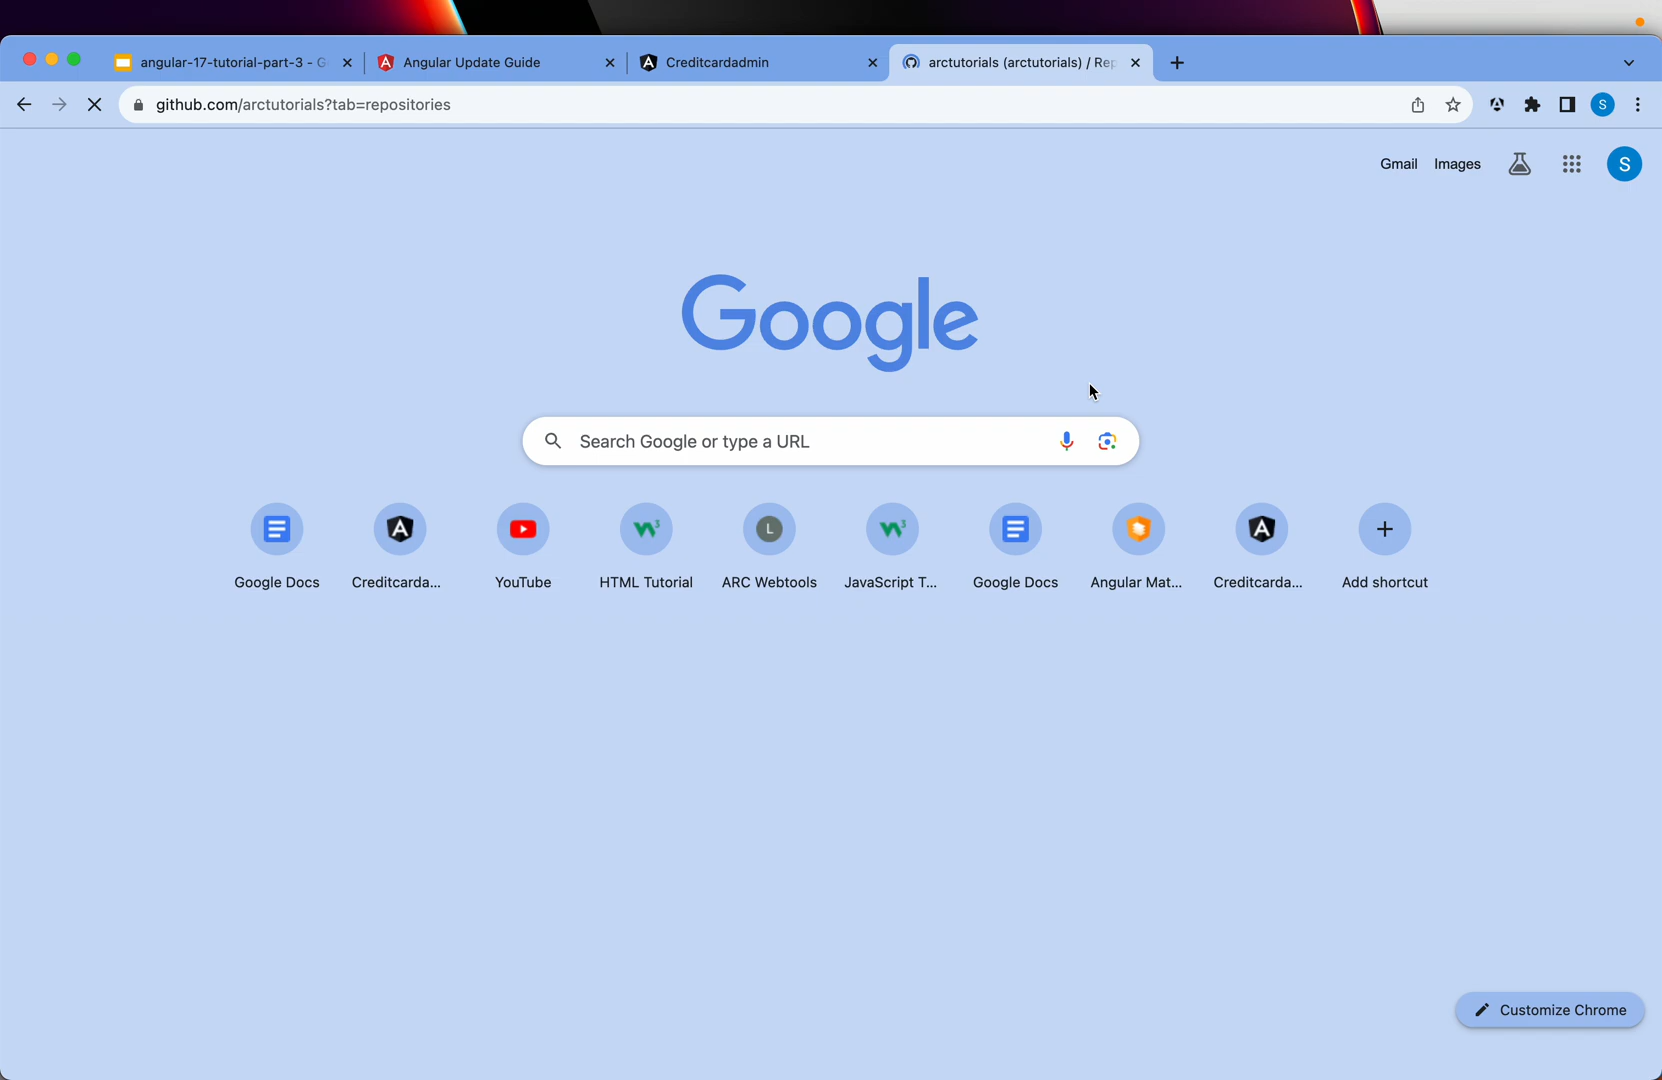 angular-17-tutorial-part-3 - G
Angular Update Guide
Creditcardadmin
arctutorials (arctutorials) / Rep
github.com/arctutorials?tab=repositories
S
Gmail
Images
S
Google
Search Google or type a URL
L
Google Docs
Creditcarda...
YouTube
HTML Tutorial
ARC Webtools
JavaScript T...
Google Docs
Angular Mat...
Creditcarda...
Add shortcut
Customize Chrome